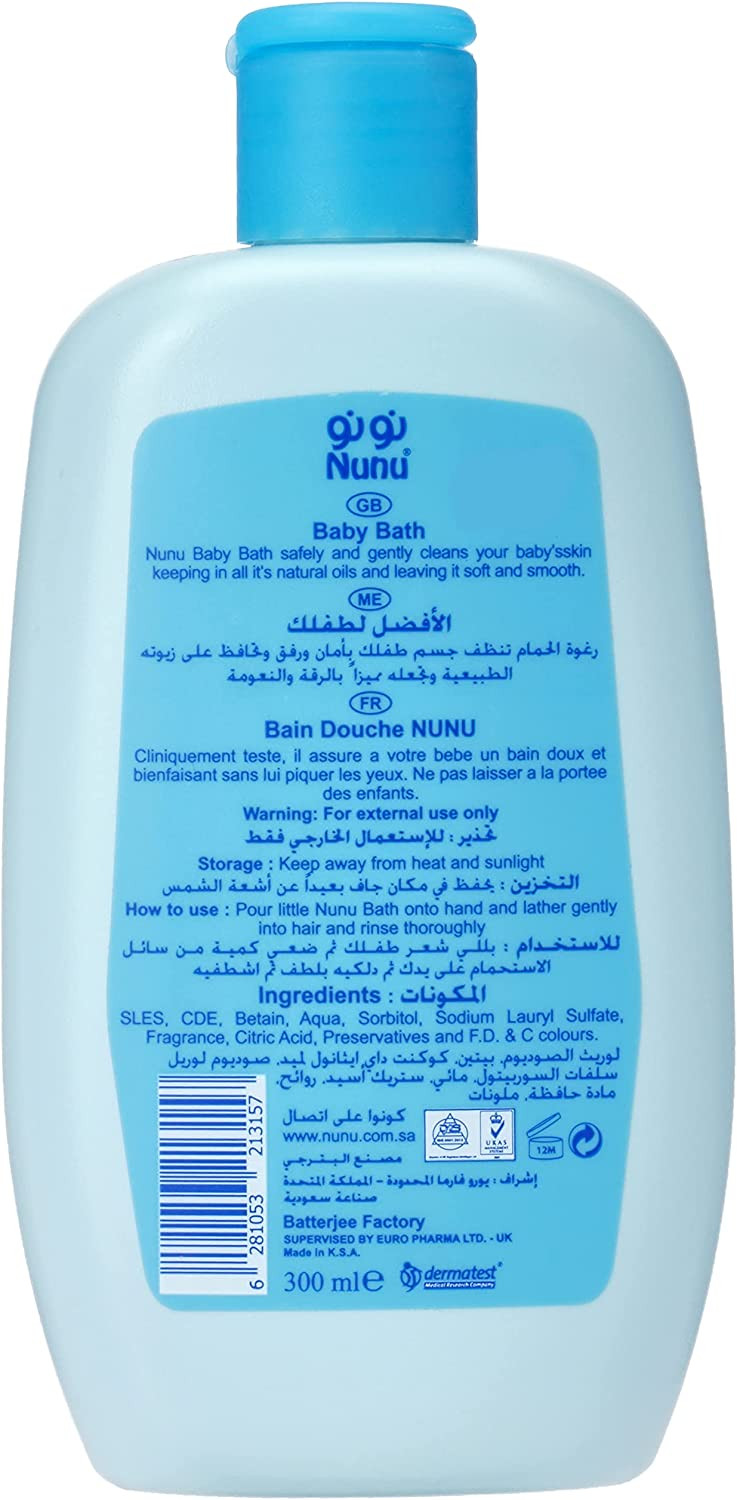 نونو
Nunu®
GB
Baby Bath
Nunu Baby Bath safely and gently cleans your baby'sskin
keeping in all it's natural oils and leaving it soft and smooth.
ME
الأفضل لطفلك
رغوة الحمام تنظف جسم طفلك بأمان ورفق وتحافظ على زيوته
الطبيعية وتجعله مميزاً بالرقة والنعومة
FR
Bain Douche NUNU
Cliniquement teste, il assure a votre bebe un bain doux et
bienfaisant sans lui piquer les yeux. Ne pas laisser a la portee
des enfants.
Warning: For external use only
تحذير : للإستعمال الخارجي فقط
Storage : Keep away from heat and sunlight
التخزين : يحفظ في مكان جاف بعيداً عن أشعة الشمس
How to use : Pour little Nunu Bath onto hand and lather gently
into hair and rinse thoroughly
للاستخدام : بللي شعر طفلك ثم ضعي كمية من سائل
الاستحمام على يدك ثم دلكيه بلطف ثم اشطفيه
Ingredients : المكونات
SLES, CDE, Betain, Aqua, Sorbitol, Sodium Lauryl Sulfate,
Fragrance, Citric Acid, Preservatives and F.D. & C colours.
لوريث الصوديوم, بيتين, كوكنت داي ايثانول لميد, صوديوم لوريل
سلفات, السوربيتول, مائي, ستريك أسيد, روائح,
مادة حافظة, ملونات
كونوا على اتصال
www.nunu.com.sa
مصنع البترجي
UKAS
12M
إشراف: يورو فارما المحدودة – المملكة المتحدة
صناعة سعودية
Batterjee Factory
SUPERVISED BY EURO PHARMA LTD. - UK
Made in K.S.A.
300 ml e
dermatest®
Medical Research Company
6 281053 213157